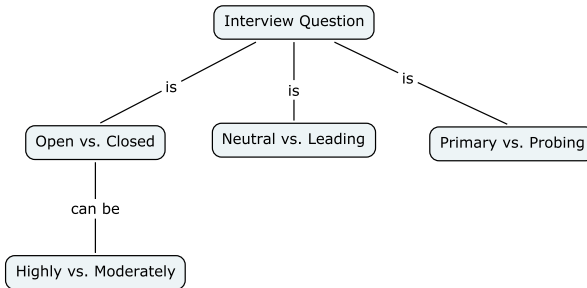 Interview Question
is
is
is
Open vs. Closed
Neutral vs. Leading
Primary vs. Probing
can be
Highly vs. Moderately